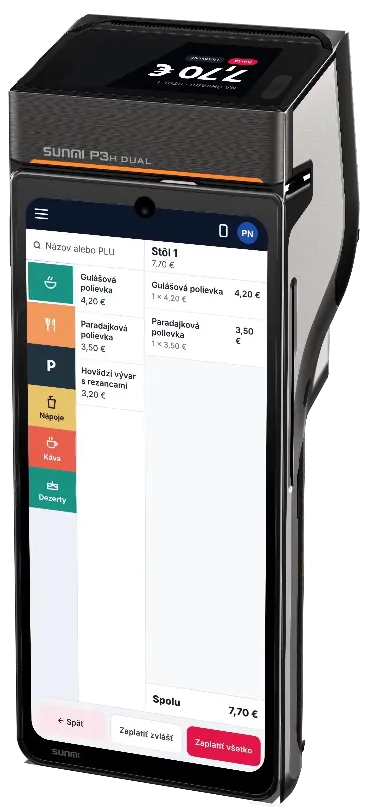 7,70 €
SUNMI P3H DUAL
PN
Názov alebo PLU
Stôl 1
7,70 €
Gulášová
polievka
4,20 €
Paradajková
polievka
3,50 €
Hovädzí vývar
s rezancami
3,20 €
P
Nápoje
Káva
Dezerty
Gulášová polievka
1 × 4,20 €
4,20 €
Paradajková
polievka
1 × 3,50 €
3,50
€
Spolu
7,70 €
← Späť
Zaplatiť zvlášť
Zaplatiť všetko
SUNMI